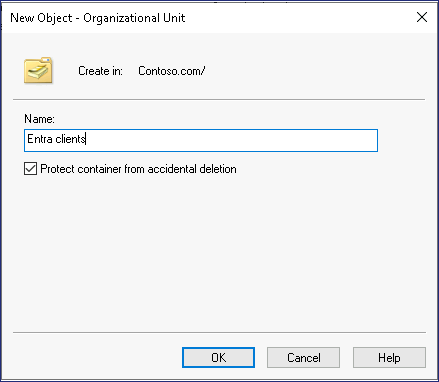 New Object - Organizational Unit
Create in: Contoso.com/
Name:
Entra clients
Protect container from accidental deletion
OK Cancel Help